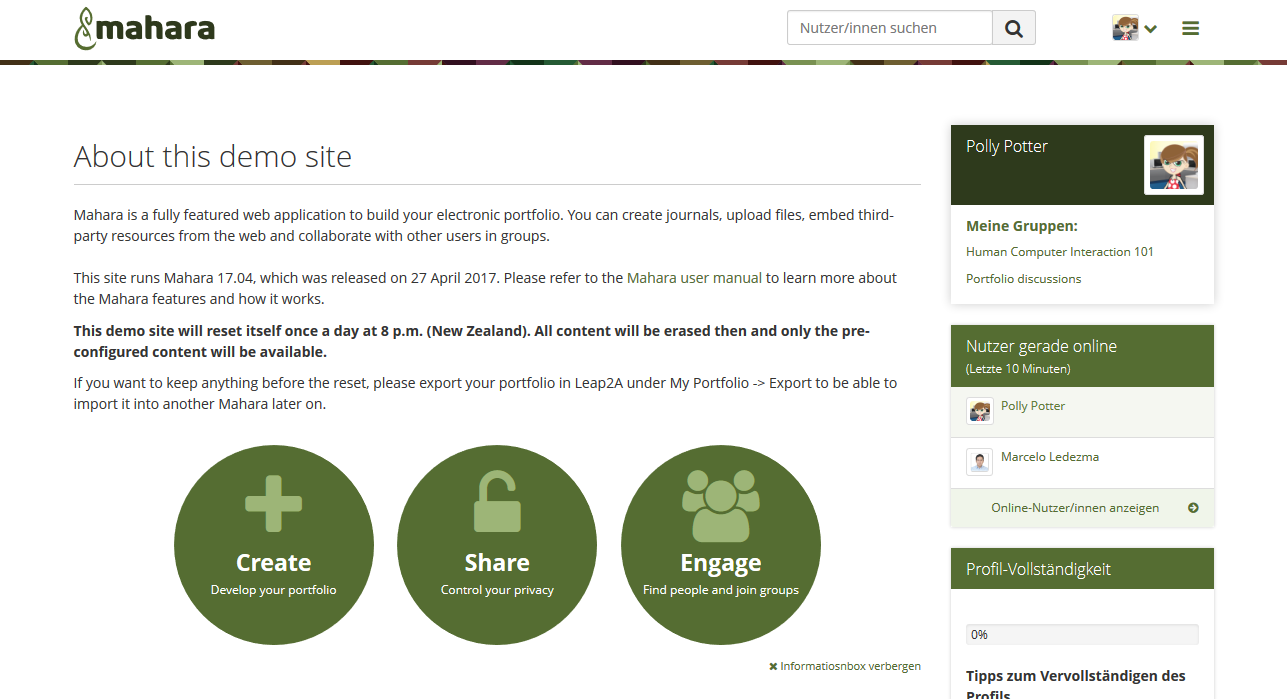 mahara
Nutzer/innen suchen
About this demo site
Mahara is a fully featured web application to build your electronic portfolio. You can create journals, upload files, embed third-
party resources from the web and collaborate with other users in groups.
This site runs Mahara 17.04, which was released on 27 April 2017. Please refer to the Mahara user manual to learn more about
the Mahara features and how it works.
This demo site will reset itself once a day at 8 p.m. (New Zealand). All content will be erased then and only the pre-
configured content will be available.
If you want to keep anything before the reset, please export your portfolio in Leap2A under My Portfolio -> Export to be able to
import it into another Mahara later on.
Create
Develop your portfolio
Share
Control your privacy
Engage
Find people and join groups
Informatiosnbox verbergen
Polly Potter
Meine Gruppen:
Human Computer Interaction 101
Portfolio discussions
Nutzer gerade online
(Letzte 10 Minuten)
Polly Potter
Marcelo Ledezma
Online-Nutzer/innen anzeigen
Profil-Vollständigkeit
0%
Tipps zum Vervollständigen des
Profils